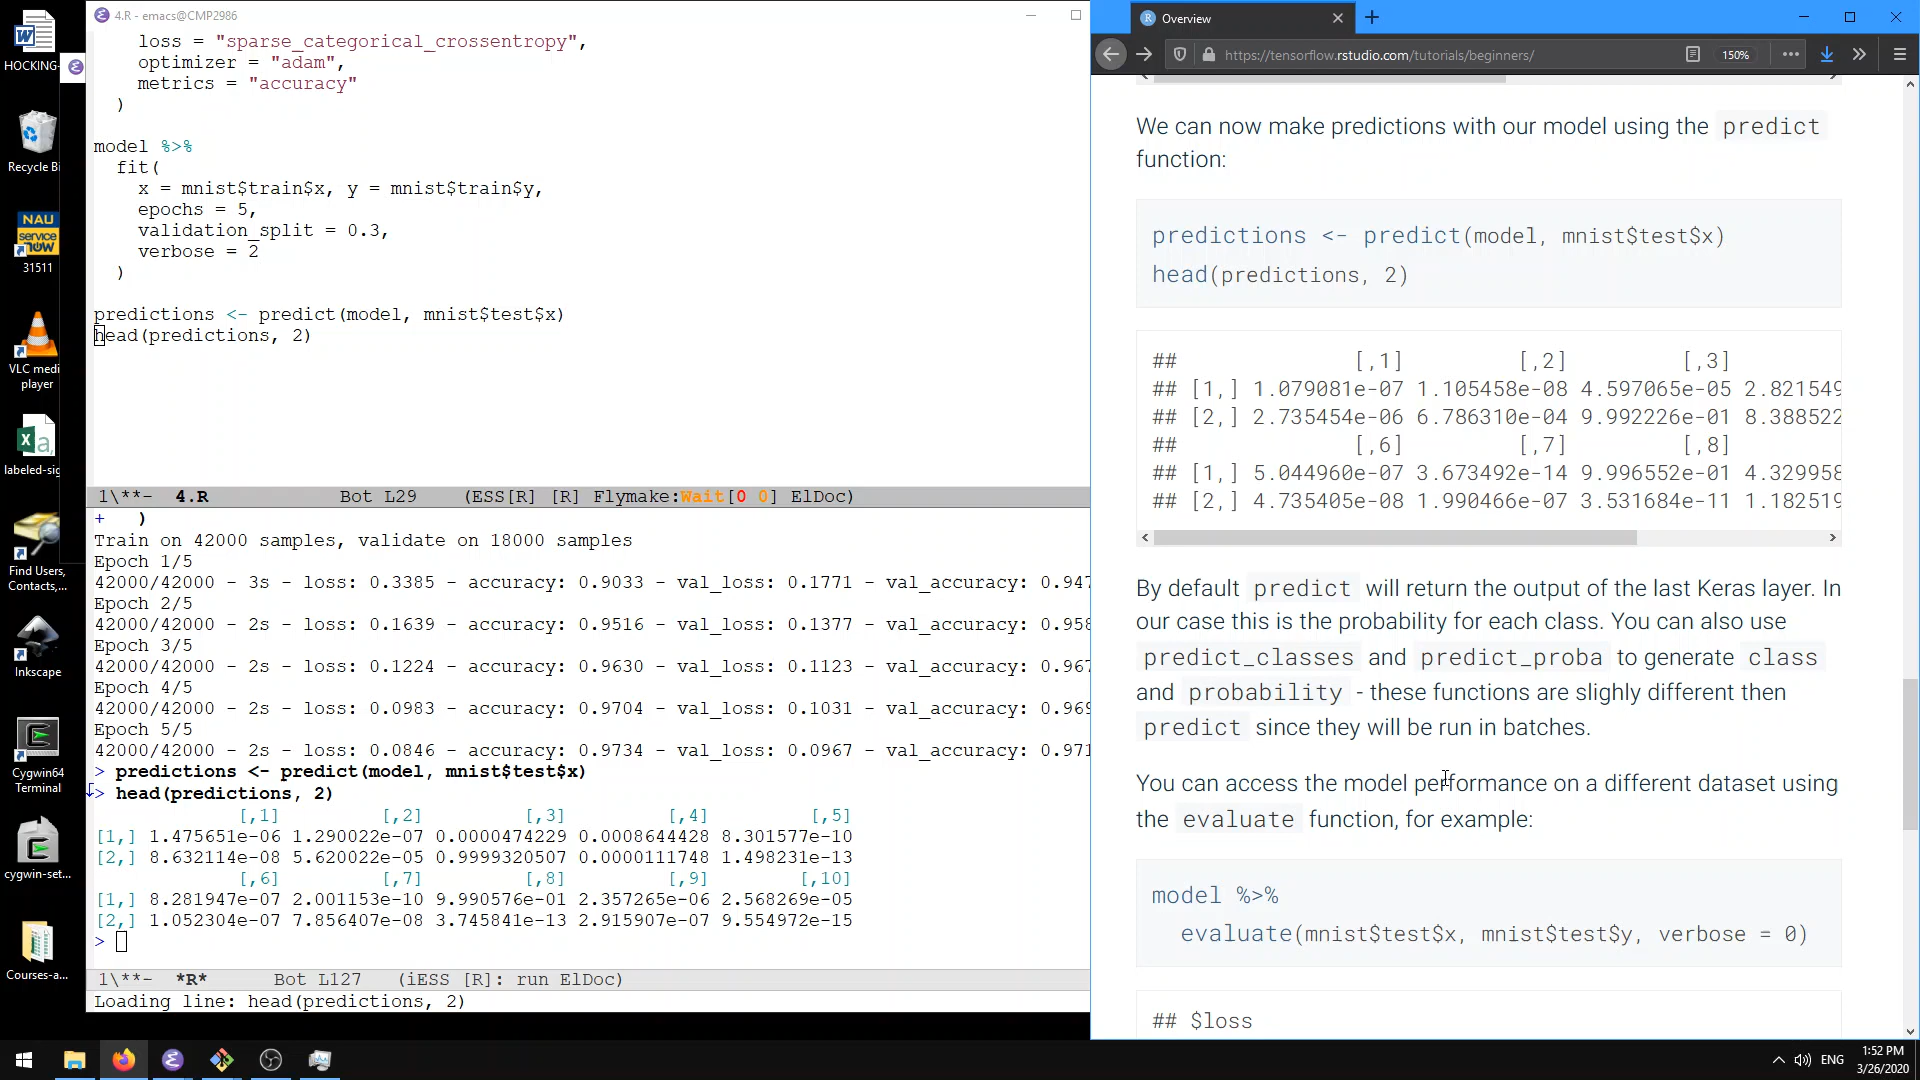 HOCKING-
Recycle Bi
NAU
service
now
31511
VLC medi
player
labeled-sig
Find Users,
Contacts,...
Inkscape
Cygwin64
Terminal
cygwin-set...
Courses-a...
4.R - emacs@CMP2986
loss = "sparse_categorical_crossentropy",
optimizer = "adam",
metrics = "accuracy"
)
model %>%
fit(
x = mnist$train$x, y = mnist$train$y,
epochs = 5,
validation_split = 0.3,
verbose = 2
)
predictions <- predict(model, mnist$test$x)
head(predictions, 2)
1\**- 4.R Bot L29 (ESS[R] [R] Flymake:Wait[0 0] ElDoc)
+ )
Train on 42000 samples, validate on 18000 samples
Epoch 1/5
42000/42000 - 3s - loss: 0.3385 - accuracy: 0.9033 - val_loss: 0.1771 - val_accuracy: 0.947
Epoch 2/5
42000/42000 - 2s - loss: 0.1639 - accuracy: 0.9516 - val_loss: 0.1377 - val_accuracy: 0.958
Epoch 3/5
42000/42000 - 2s - loss: 0.1224 - accuracy: 0.9630 - val_loss: 0.1123 - val_accuracy: 0.967
Epoch 4/5
42000/42000 - 2s - loss: 0.0983 - accuracy: 0.9704 - val_loss: 0.1031 - val_accuracy: 0.969
Epoch 5/5
42000/42000 - 2s - loss: 0.0846 - accuracy: 0.9734 - val_loss: 0.0967 - val_accuracy: 0.971
> predictions <- predict(model, mnist$test$x)
> head(predictions, 2)
[,1] [,2] [,3] [,4] [,5]
[1,] 1.475651e-06 1.290022e-07 0.0000474229 0.0008644428 8.301577e-10
[2,] 8.632114e-08 5.620022e-05 0.9999320507 0.0000111748 1.498231e-13
[,6] [,7] [,8] [,9] [,10]
[1,] 8.281947e-07 2.001153e-10 9.990576e-01 2.357265e-06 2.568269e-05
[2,] 1.052304e-07 7.856407e-08 3.745841e-13 2.915907e-07 9.554972e-15
>
1\**- *R* Bot L127 (iESS [R]: run ElDoc)
Loading line: head(predictions, 2)
Overview
https://tensorflow.rstudio.com/tutorials/beginners/
150%
We can now make predictions with our model using the predict
function:
predictions <- predict(model, mnist$test$x)
head(predictions, 2)
## [,1] [,2] [,3]
## [1,] 1.079081e-07 1.105458e-08 4.597065e-05 2.821549
## [2,] 2.735454e-06 6.786310e-04 9.992226e-01 8.388522
## [,6] [,7] [,8]
## [1,] 5.044960e-07 3.673492e-14 9.996552e-01 4.329958
## [2,] 4.735405e-08 1.990466e-07 3.531684e-11 1.182519
By default predict will return the output of the last Keras layer. In
our case this is the probability for each class. You can also use
predict_classes and predict_proba to generate class
and probability - these functions are slighly different then
predict since they will be run in batches.
You can access the model performance on a different dataset using
the evaluate function, for example:
model %>%
evaluate(mnist$test$x, mnist$test$y, verbose = 0)
## $loss
ENG
1:52 PM
3/26/2020